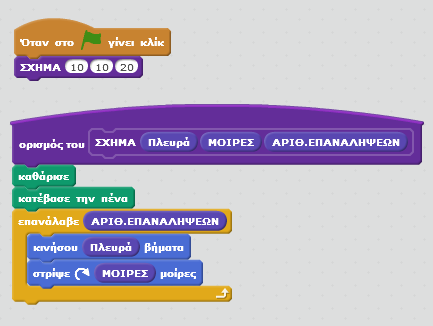 Όταν στο γίνει κλίκ
ΣΧΗΜΑ 10 10 20
ορισμός του ΣΧΗΜΑ Πλευρά ΜΟΙΡΕΣ ΑΡΙΘ.ΕΠΑΝΑΛΗΨΕΩΝ
καθάρισε
κατέβασε την πένα
επανάλαβε ΑΡΙΘ.ΕΠΑΝΑΛΗΨΕΩΝ
κινήσου Πλευρά βήματα
στρίψε ΜΟΙΡΕΣ μοίρες